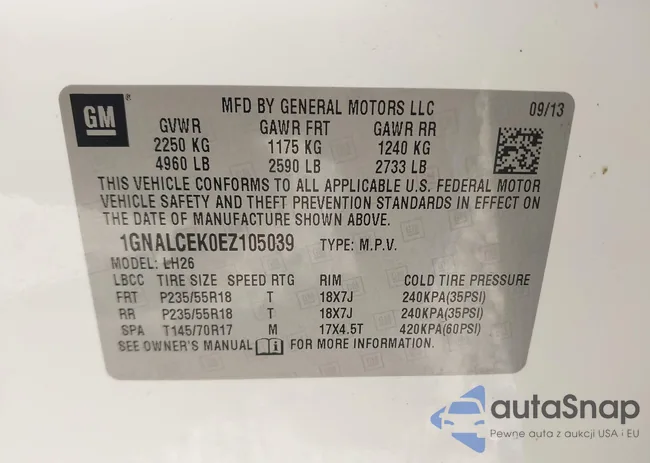 GM
MFD BY GENERAL MOTORS LLC 09/13
GVWR GAWR FRT GAWR RR
2250 KG 1175 KG 1240 KG
4960 LB 2590 LB 2733 LB
THIS VEHICLE CONFORMS TO ALL APPLICABLE U.S. FEDERAL MOTOR
VEHICLE SAFETY AND THEFT PREVENTION STANDARDS IN EFFECT ON
THE DATE OF MANUFACTURE SHOWN ABOVE.
1GNALCEK0EZ105039 TYPE: M.P.V.
MODEL: LH26
LBCC TIRE SIZE SPEED RTG RIM COLD TIRE PRESSURE
FRT P235/55R18 T 18X7J 240KPA(35PSI)
RR P235/55R18 T 18X7J 240KPA(35PSI)
SPA T145/70R17 M 17X4.5T 420KPA(60PSI)
SEE OWNER'S MANUAL FOR MORE INFORMATION.
autaSnap
Pewne auta z aukcji USA i EU